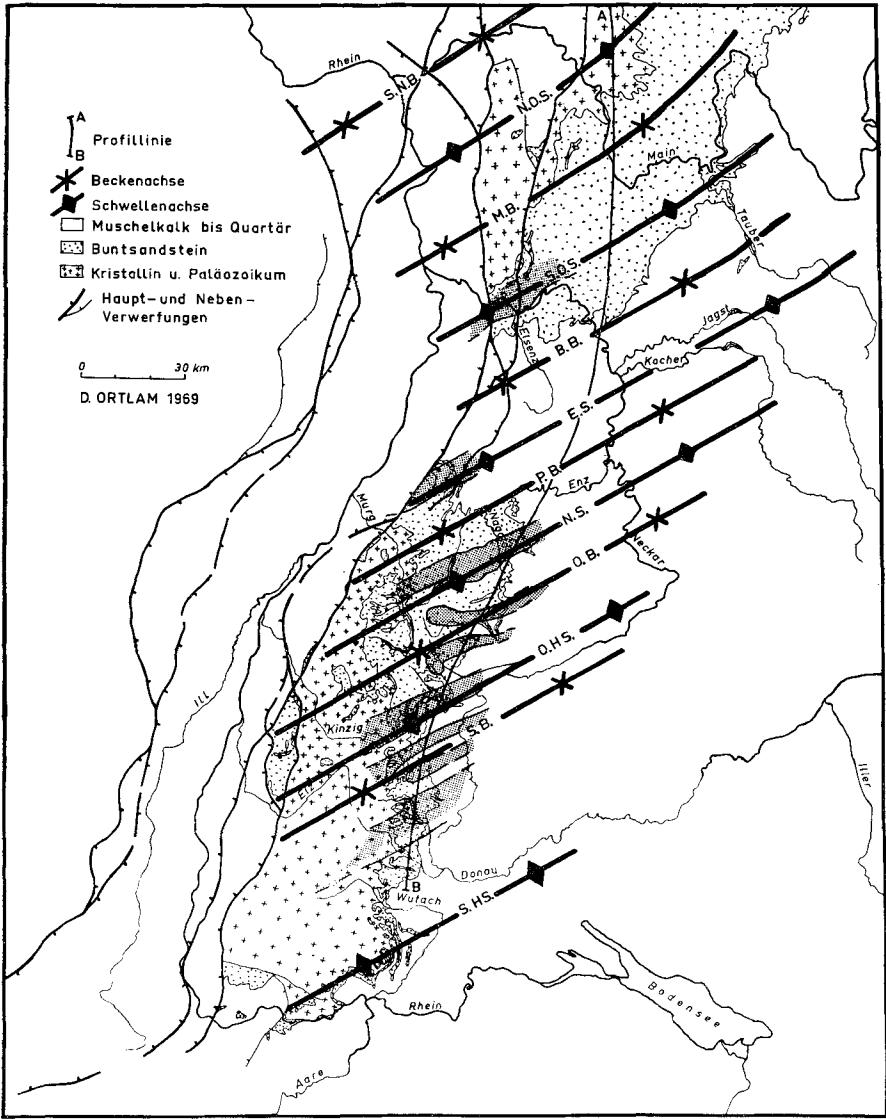 A
Rhein
S.N.B.
N.O.S.
A
B
Profillinie
Main
Beckenachse
Schwellenachse
M.B.
Muschelkalk bis Quartär
Tauber
Buntsandstein
Kristallin u. Paläozoikum
S.O.S.
Haupt- und Neben-
Verwerfungen
Elsenz
Jagst
B.B.
Kocher
0 30 km
D. ORTLAM 1969
E.S.
P.B.
Enz
Murg
Nagold
N.S.
O.B.
Neckar
O.HS.
Ill
Kinzig
S.B.
Elz
Iller
Donau
B
Wutach
S.HS.
Rhein
Bodensee
Aare